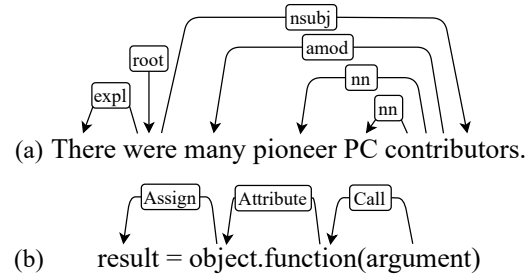 nsubj
root
amod
expl
nn
nn
(a) There were many pioneer PC contributors.
Assign Attribute Call
(b) result = object.function(argument)